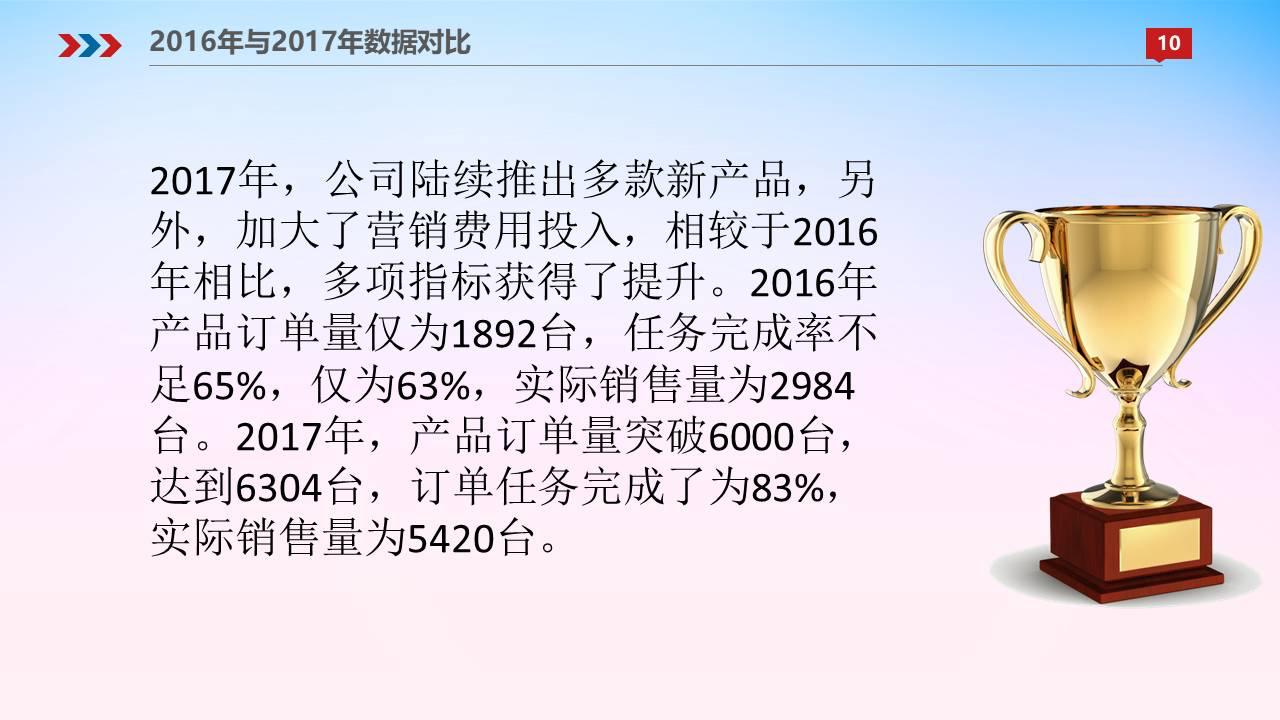 2016年与2017年数据对比
10
2017年，公司陆续推出多款新产品，另
外，加大了营销费用投入，相较于2016
年相比，多项指标获得了提升。2016年
产品订单量仅为1892台，任务完成率不
足65%，仅为63%，实际销售量为2984
台。2017年，产品订单量突破6000台，
达到6304台，订单任务完成了为83%，
实际销售量为5420台。